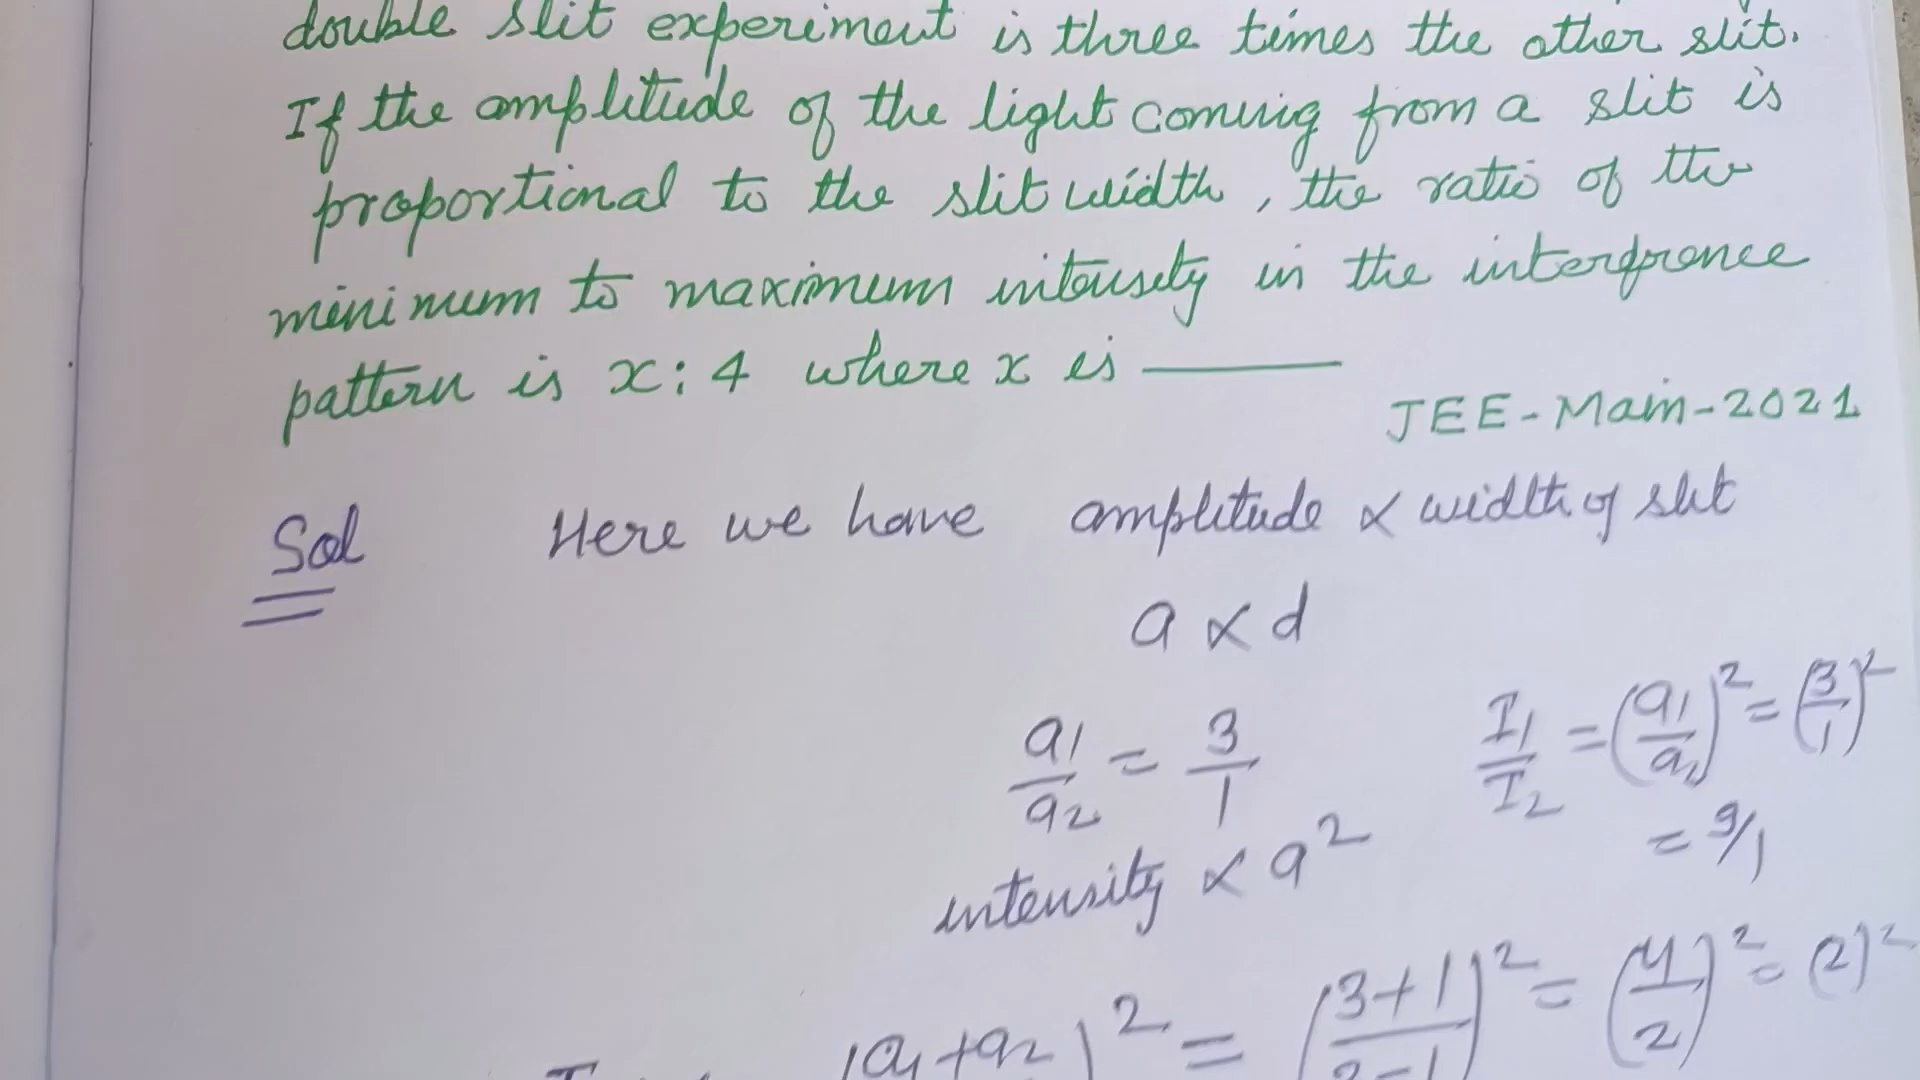 double slit experiment is three times the other slit.
If the amplitude of the light coming from a slit is
proportional to the slit width, the ratio of the
minimum to maximum intensity in the interference
pattern is x : 4 where x is ———
JEE-Main-2021
Sol Here we have amplitude ∝ width of slit
a ∝ d
a1/a2 = 3/1 I1/I2 = (a1/a2)² = (3/1)²
= 9/1
intensity ∝ a²
(a1+a2)² = (3+1/3-1)² = (4/2)² = (2)²